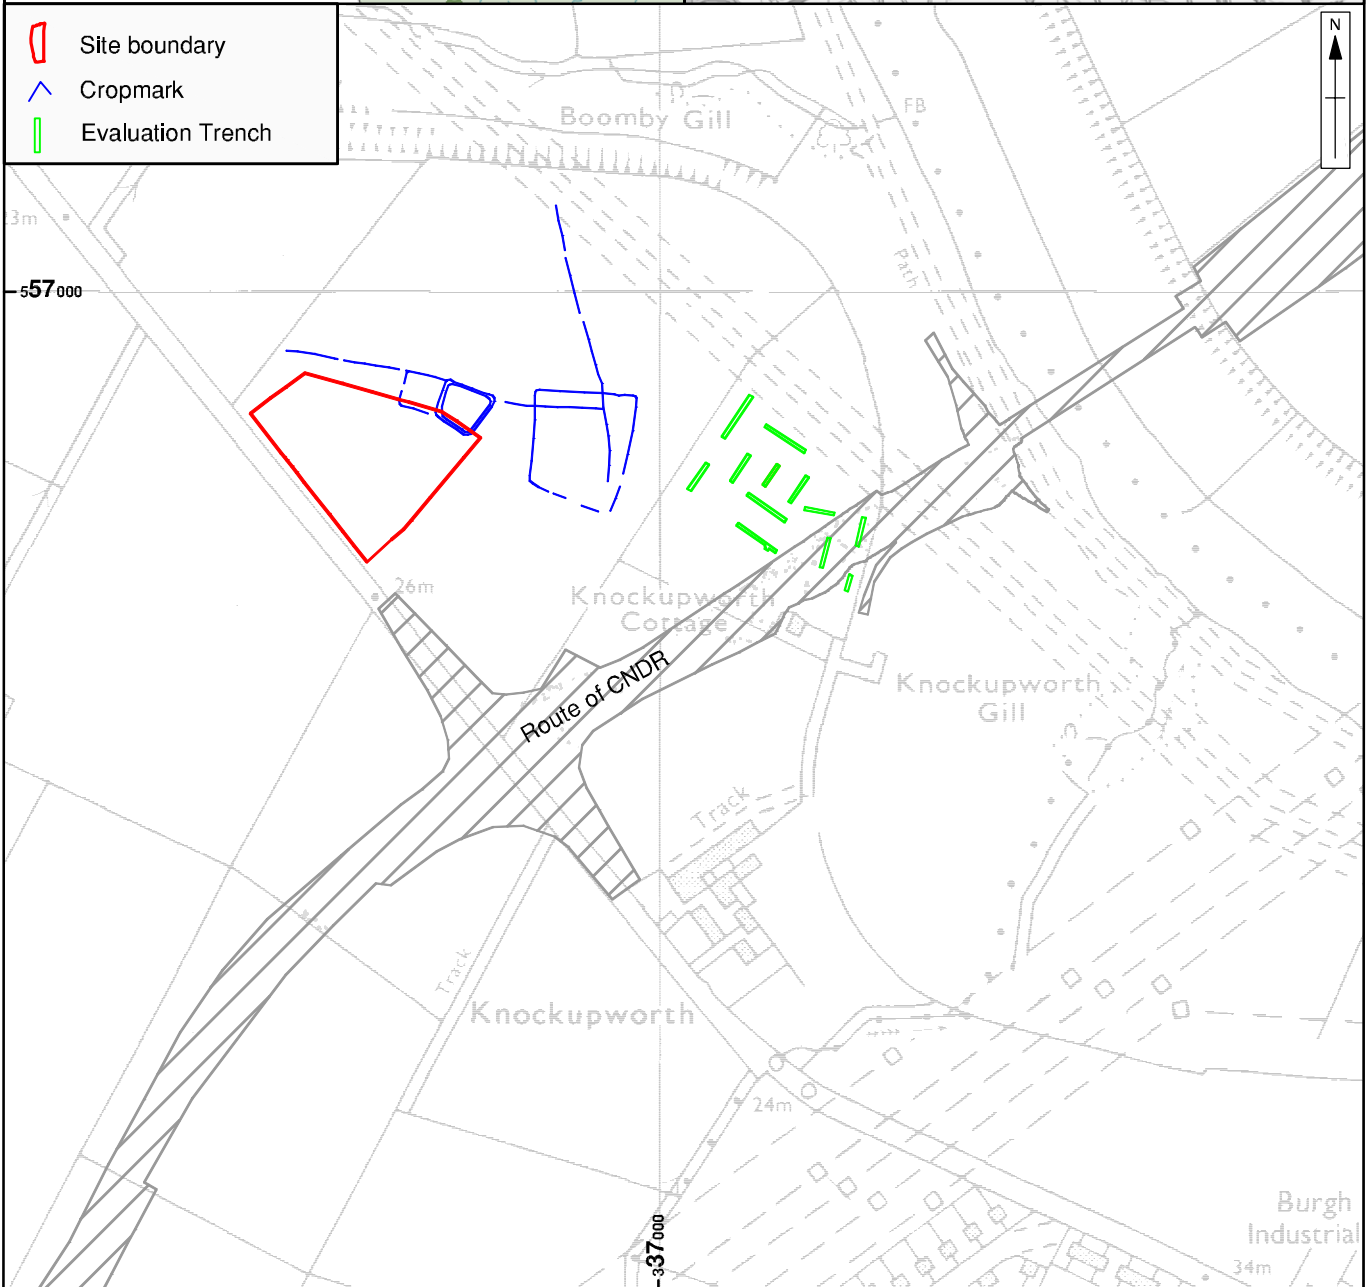 Site boundary
Cropmark
Evaluation Trench
N
Boomby Gill
FB
Path
23m
557000
26m
Knockupworth
Cottage
Route of CNDR
Knockupworth
Gill
Track
Track
Knockupworth
24m
Burgh
Industrial
34m
337000